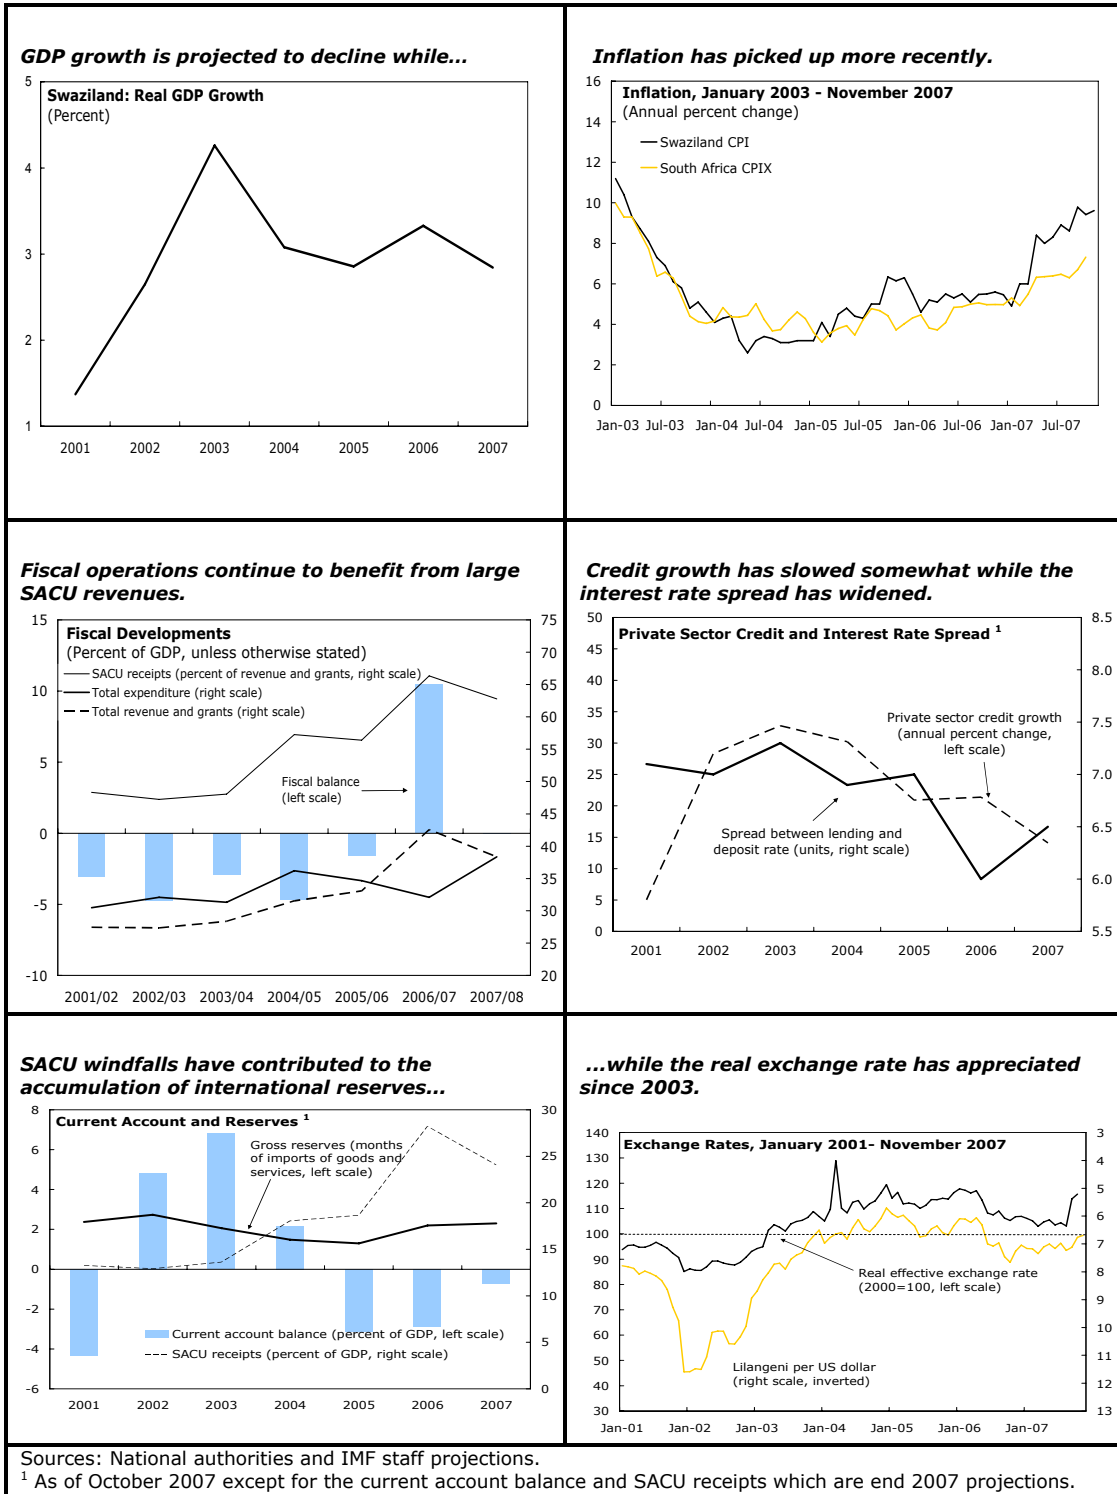 GDP growth is projected to decline while...
5
Swaziland: Real GDP Growth
(Percent)
4
3
2
1
2001 2002 2003 2004 2005 2006 2007
Inflation has picked up more recently.
16
Inflation, January 2003 - November 2007
(Annual percent change)
14
Swaziland CPI
12
South Africa CPIX
10
8
6
4
2
0
Jan-03 Jul-03 Jan-04 Jul-04 Jan-05 Jul-05 Jan-06 Jul-06 Jan-07 Jul-07
Fiscal operations continue to benefit from large
SACU revenues.
15 75
Fiscal Developments
(Percent of GDP, unless otherwise stated)
70
SACU receipts (percent of revenue and grants, right scale)
Total expenditure (right scale)
10 65
Total revenue and grants (right scale)
60
5 55
Fiscal balance
(left scale)
50
45
0
40
35
-5
30
25
-10 20
2001/02 2002/03 2003/04 2004/05 2005/06 2006/07 2007/08
Credit growth has slowed somewhat while the
interest rate spread has widened.
50 8.5
Private Sector Credit and Interest Rate Spread 1
45
40 8.0
35
Private sector credit growth
(annual percent change,
left scale)
7.5
30
25 7.0
20
Spread between lending and
deposit rate (units, right scale)
15 6.5
10 6.0
5
0 5.5
2001 2002 2003 2004 2005 2006 2007
SACU windfalls have contributed to the
accumulation of international reserves...
8 30
Current Account and Reserves 1
Gross reserves (months
of imports of goods and
services, left scale)
6 25
4 20
2 15
0
10
-2
Current account balance (percent of GDP, left scale)
5
SACU receipts (percent of GDP, right scale)
-4
-6 0
2001 2002 2003 2004 2005 2006 2007
...while the real exchange rate has appreciated
since 2003.
140 3
Exchange Rates, January 2001- November 2007
130 4
120 5
110 6
100 7
90 8
Real effective exchange rate
(2000=100, left scale)
80
70 9
60 10
50 11
Lilangeni per US dollar
(right scale, inverted)
40 12
30 13
Jan-01 Jan-02 Jan-03 Jan-04 Jan-05 Jan-06 Jan-07
Sources: National authorities and IMF staff projections.
1 As of October 2007 except for the current account balance and SACU receipts which are end 2007 projections.